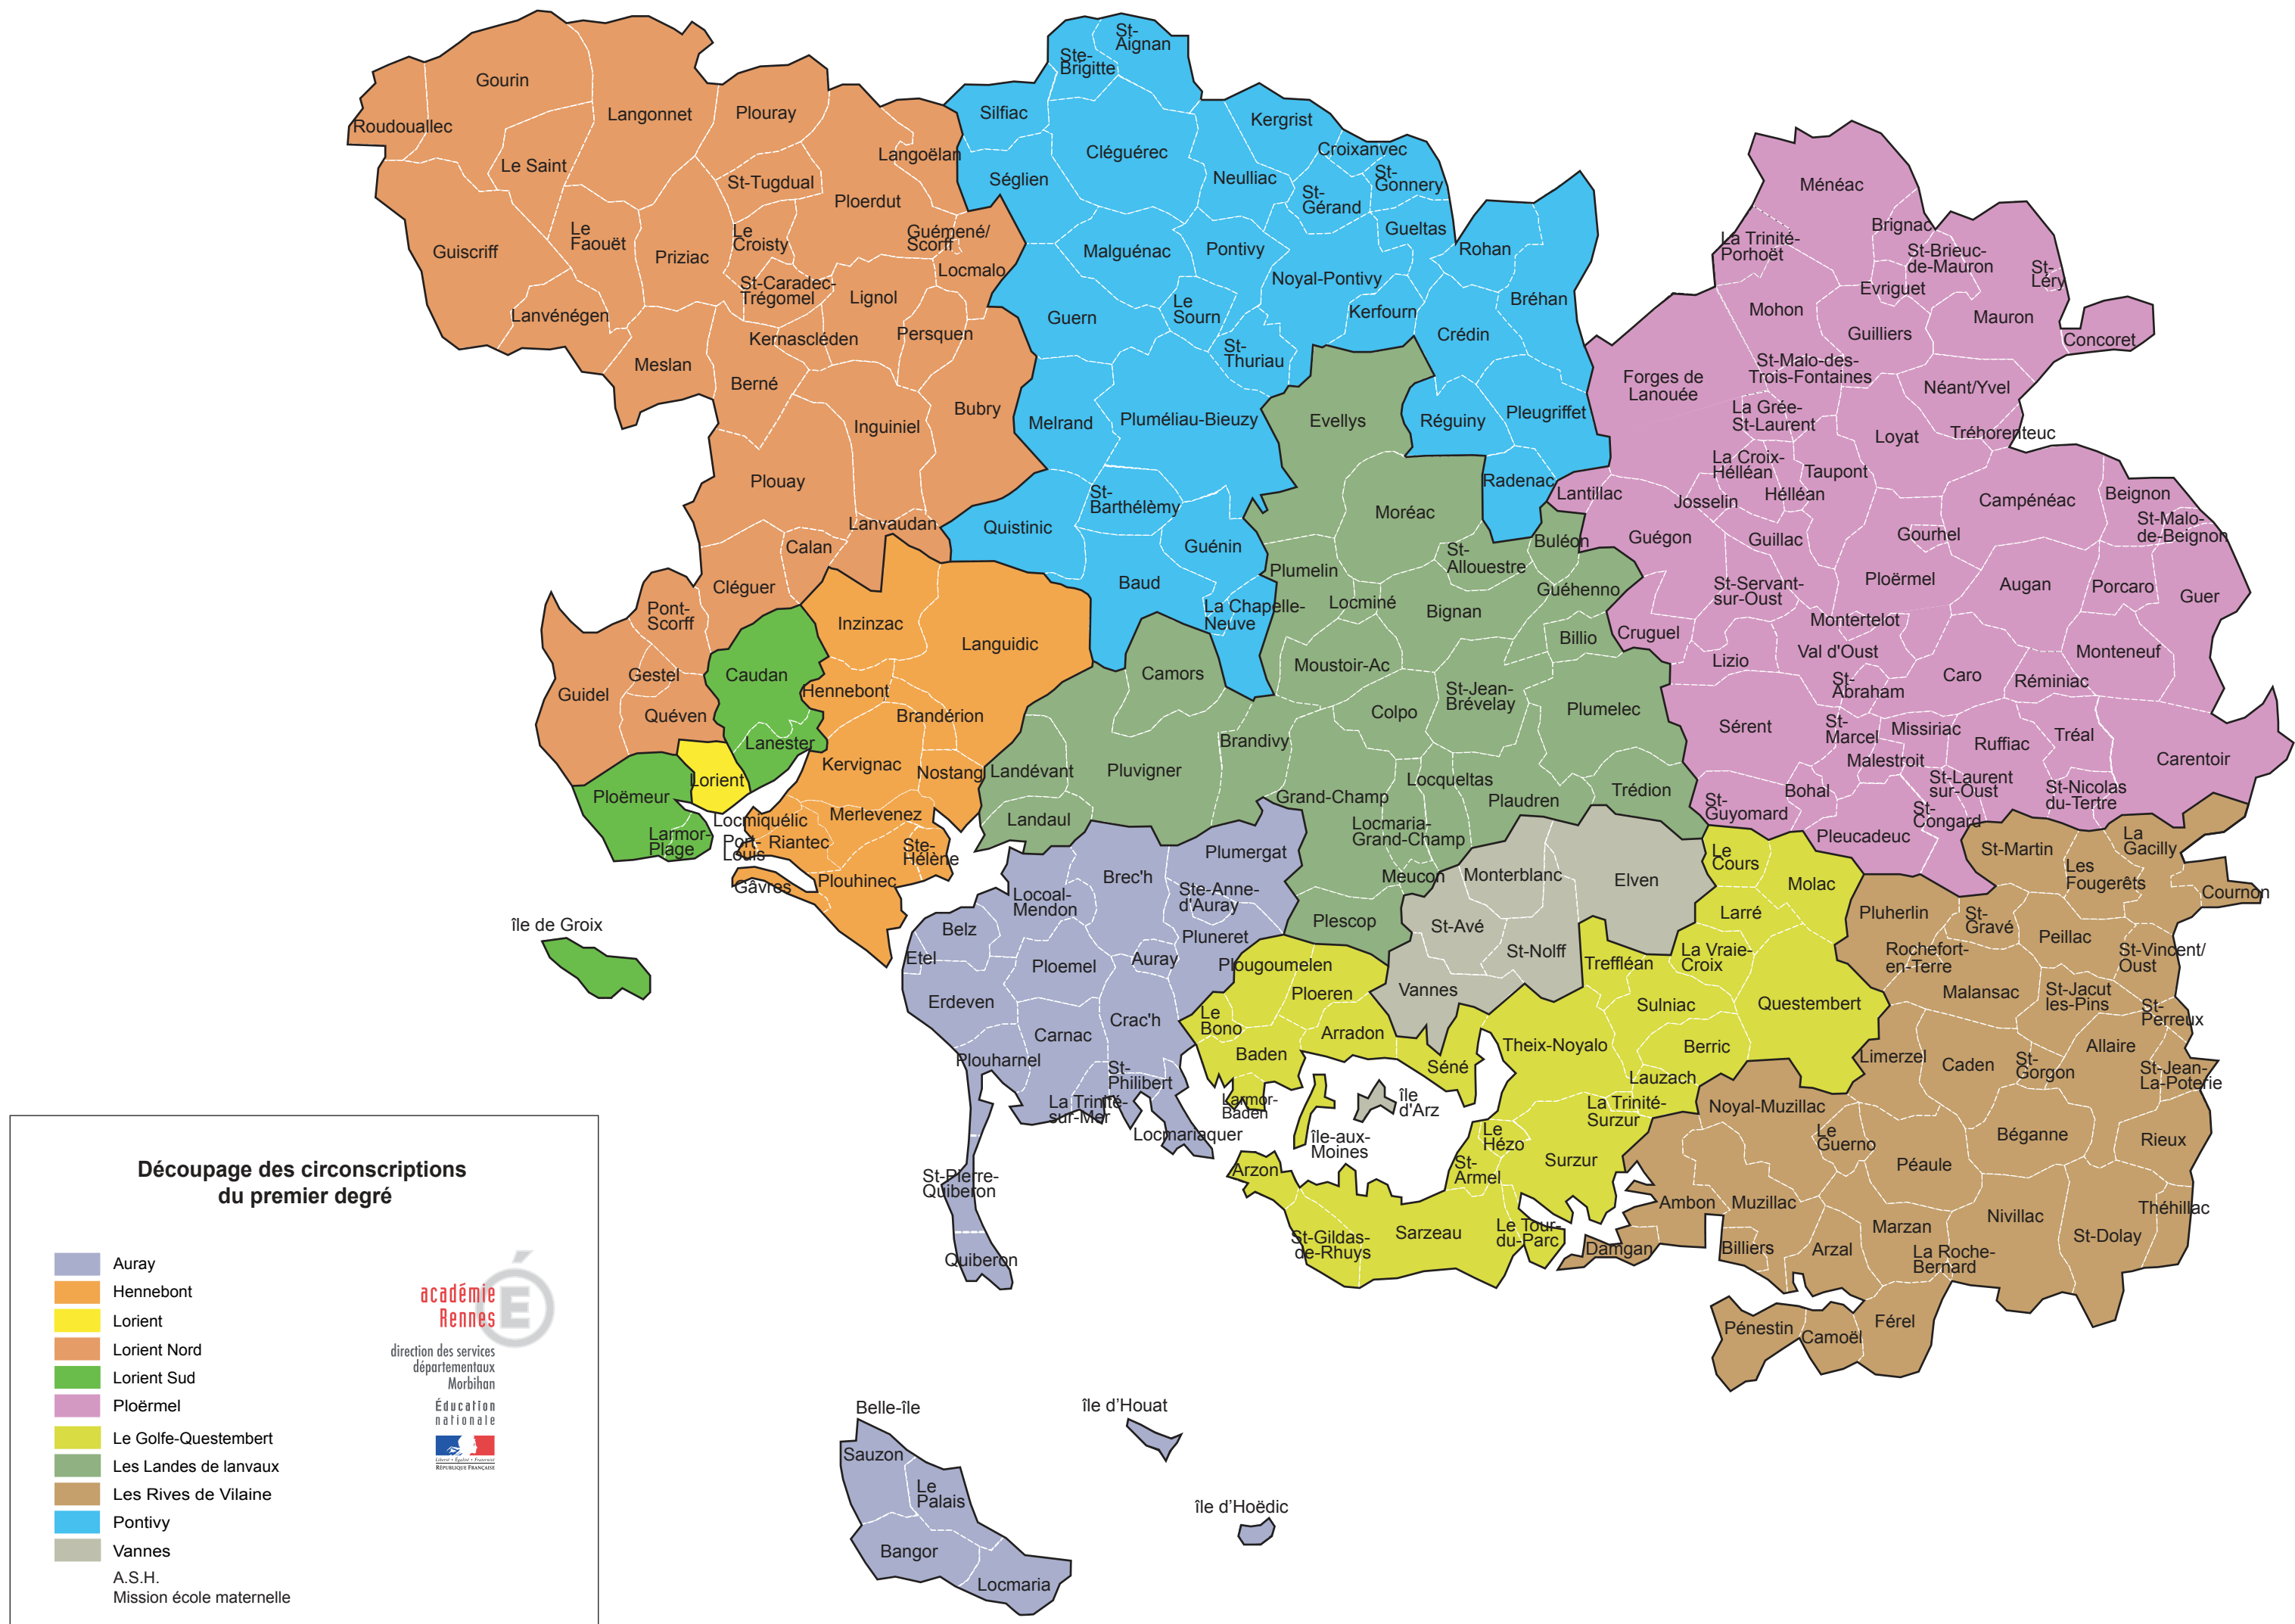 St-
Aignan
Ste-
Brigitte
Gourin
Langonnet
Plouray
Silfiac
Kergrist
Roudouallec
Langoëlan
Cléguérec
Croixanvec
Le Saint
St-Tugdual
Séglien
Neulliac
St-
Gonnery
Ménéac
Ploerdut
St-
Gérand
Le
Faouët
Le
Croisty
Guémené/
Scorff
Gueltas
Brignac
Guiscriff
Priziac
Malguénac
Pontivy
Rohan
La Trinité-
Porhoët
St-Brieuc-
de-Mauron
Locmalo
Noyal-Pontivy
St-
Léry
St-Caradec-
Trégomel
Lignol
Evriguet
Bréhan
Lanvénégen
Guern
Le
Sourn
Kerfourn
Mohon
Mauron
Kernascléden
Persquen
Crédin
Guilliers
Concoret
St-
Thuriau
Meslan
Berné
St-Malo-des-
Trois-Fontaines
Forges de
Lanouée
Néant/Yvel
Bubry
Melrand
Pluméliau-Bieuzy
Evellys
Réguiny
Pleugriffet
La Grée-
St-Laurent
Inguiniel
Loyat
Tréhorenteuc
Plouay
La Croix-
Hélléan
Taupont
Radenac
Lantillac
Josselin
Hélléan
Campénéac
Beignon
St-
Barthélèmy
Moréac
Lanvaudan
Quistinic
St-Malo-
de-Beignon
Calan
Guénin
Buléon
Guégon
Guillac
Gourhel
St-
Allouestre
Plumelin
Cléguer
Baud
Guéhenno
St-Servant-
sur-Oust
Ploërmel
Augan
Porcaro
Guer
Pont-
Scorff
Inzinzac
La Chapelle-
Neuve
Locminé
Bignan
Montertelot
Languidic
Billio
Cruguel
Val d'Oust
Monteneuf
Lizio
Moustoir-Ac
Gestel
Caudan
Camors
Caro
Réminiac
Guidel
Hennebont
St-Jean-
Brévelay
St-
Abraham
Quéven
Brandérion
Colpo
Plumelec
Sérent
St-
Marcel
Missiriac
Lanester
Brandivy
Ruffiac
Tréal
Kervignac
Nostang
Landévant
Pluvigner
Malestroit
Carentoir
Lorient
Locqueltas
St-Laurent
sur-Oust
Ploëmeur
Grand-Champ
Plaudren
Trédion
Bohal
St-Nicolas
du-Tertre
St-
Guyomard
St-
Congard
Locmiquélic
Merlevenez
Landaul
Larmor-
Plage
Port-
Louis
Riantec
Locmaria-
Grand-Champ
Pleucadeuc
La
Gacilly
Ste-
Hélène
Plumergat
Le
Cours
St-Martin
Gâvres
Plouhinec
Brec'h
Meucon
Monterblanc
Elven
Molac
Les
Fougerêts
Cournon
Locoal-
Mendon
Ste-Anne-
d'Auray
île de Groix
Belz
Plescop
St-Avé
Larré
Pluherlin
St-
Gravé
Peillac
Pluneret
St-Nolff
La Vraie-
Croix
Rochefort-
en-Terre
St-Vincent/
Oust
Etel
Ploemel
Auray
Plougoumelen
Treffléan
Erdeven
Ploeren
Vannes
Sulniac
Questembert
Malansac
St-Jacut
les-Pins
Le
Bono
Crac'h
Arradon
St-
Perreux
Carnac
Theix-Noyalo
Berric
Allaire
Plouharnel
Baden
Séné
Limerzel
Caden
St-
Gorgon
St-Jean-
La-Poterie
St-
Philibert
Lauzach
La Trinité-
sur-Mer
Larmor-
Baden
île
d'Arz
La Trinité-
Surzur
Noyal-Muzillac
Locmariaquer
île-aux-
Moines
Le
Hézo
Le
Guerno
Béganne
Rieux
St-Pierre-
Quiberon
Arzon
St-
Armel
Surzur
Péaule
Ambon
Muzillac
Théhillac
St-Gildas-
de-Rhuys
Sarzeau
Le Tour-
du-Parc
Marzan
Nivillac
St-Dolay
Quiberon
Damgan
Billiers
Arzal
La Roche-
Bernard
Pénestin
Camoël
Férel
Belle-île
île d'Houat
Sauzon
Le
Palais
île d'Hoëdic
Bangor
Locmaria
Découpage des circonscriptions
du premier degré
Auray
Hennebont
Lorient
Lorient Nord
Lorient Sud
Ploërmel
Le Golfe-Questembert
Les Landes de lanvaux
Les Rives de Vilaine
Pontivy
Vannes
A.S.H.
Mission école maternelle
académie
Rennes
É
direction des services
départementaux
Morbihan
Éducation
nationale
Liberté • Égalité • Fraternité
RÉPUBLIQUE FRANÇAISE